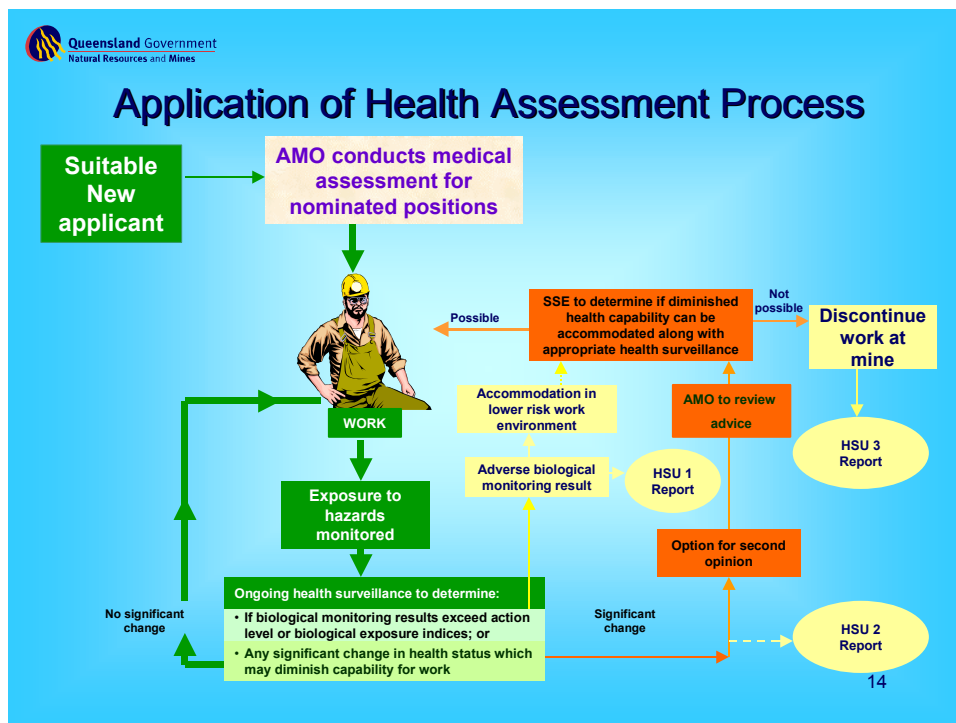 Queensland Government
Natural Resources and Mines
Application of Health Assessment Process
Suitable
New
applicant
AMO conducts medical
assessment for
nominated positions
SSE to determine if diminished
health capability can be
accommodated along with
appropriate health surveillance
Possible
Not
possible
Discontinue
work at
mine
Accommodation in
lower risk work
environment
AMO to review
advice
WORK
HSU 3
Report
Adverse biological
monitoring result
HSU 1
Report
Exposure to
hazards
monitored
Option for second
opinion
Ongoing health surveillance to determine:
• If biological monitoring results exceed action
level or biological exposure indices; or
• Any significant change in health status which
may diminish capability for work
No significant
change
Significant
change
HSU 2
Report
14